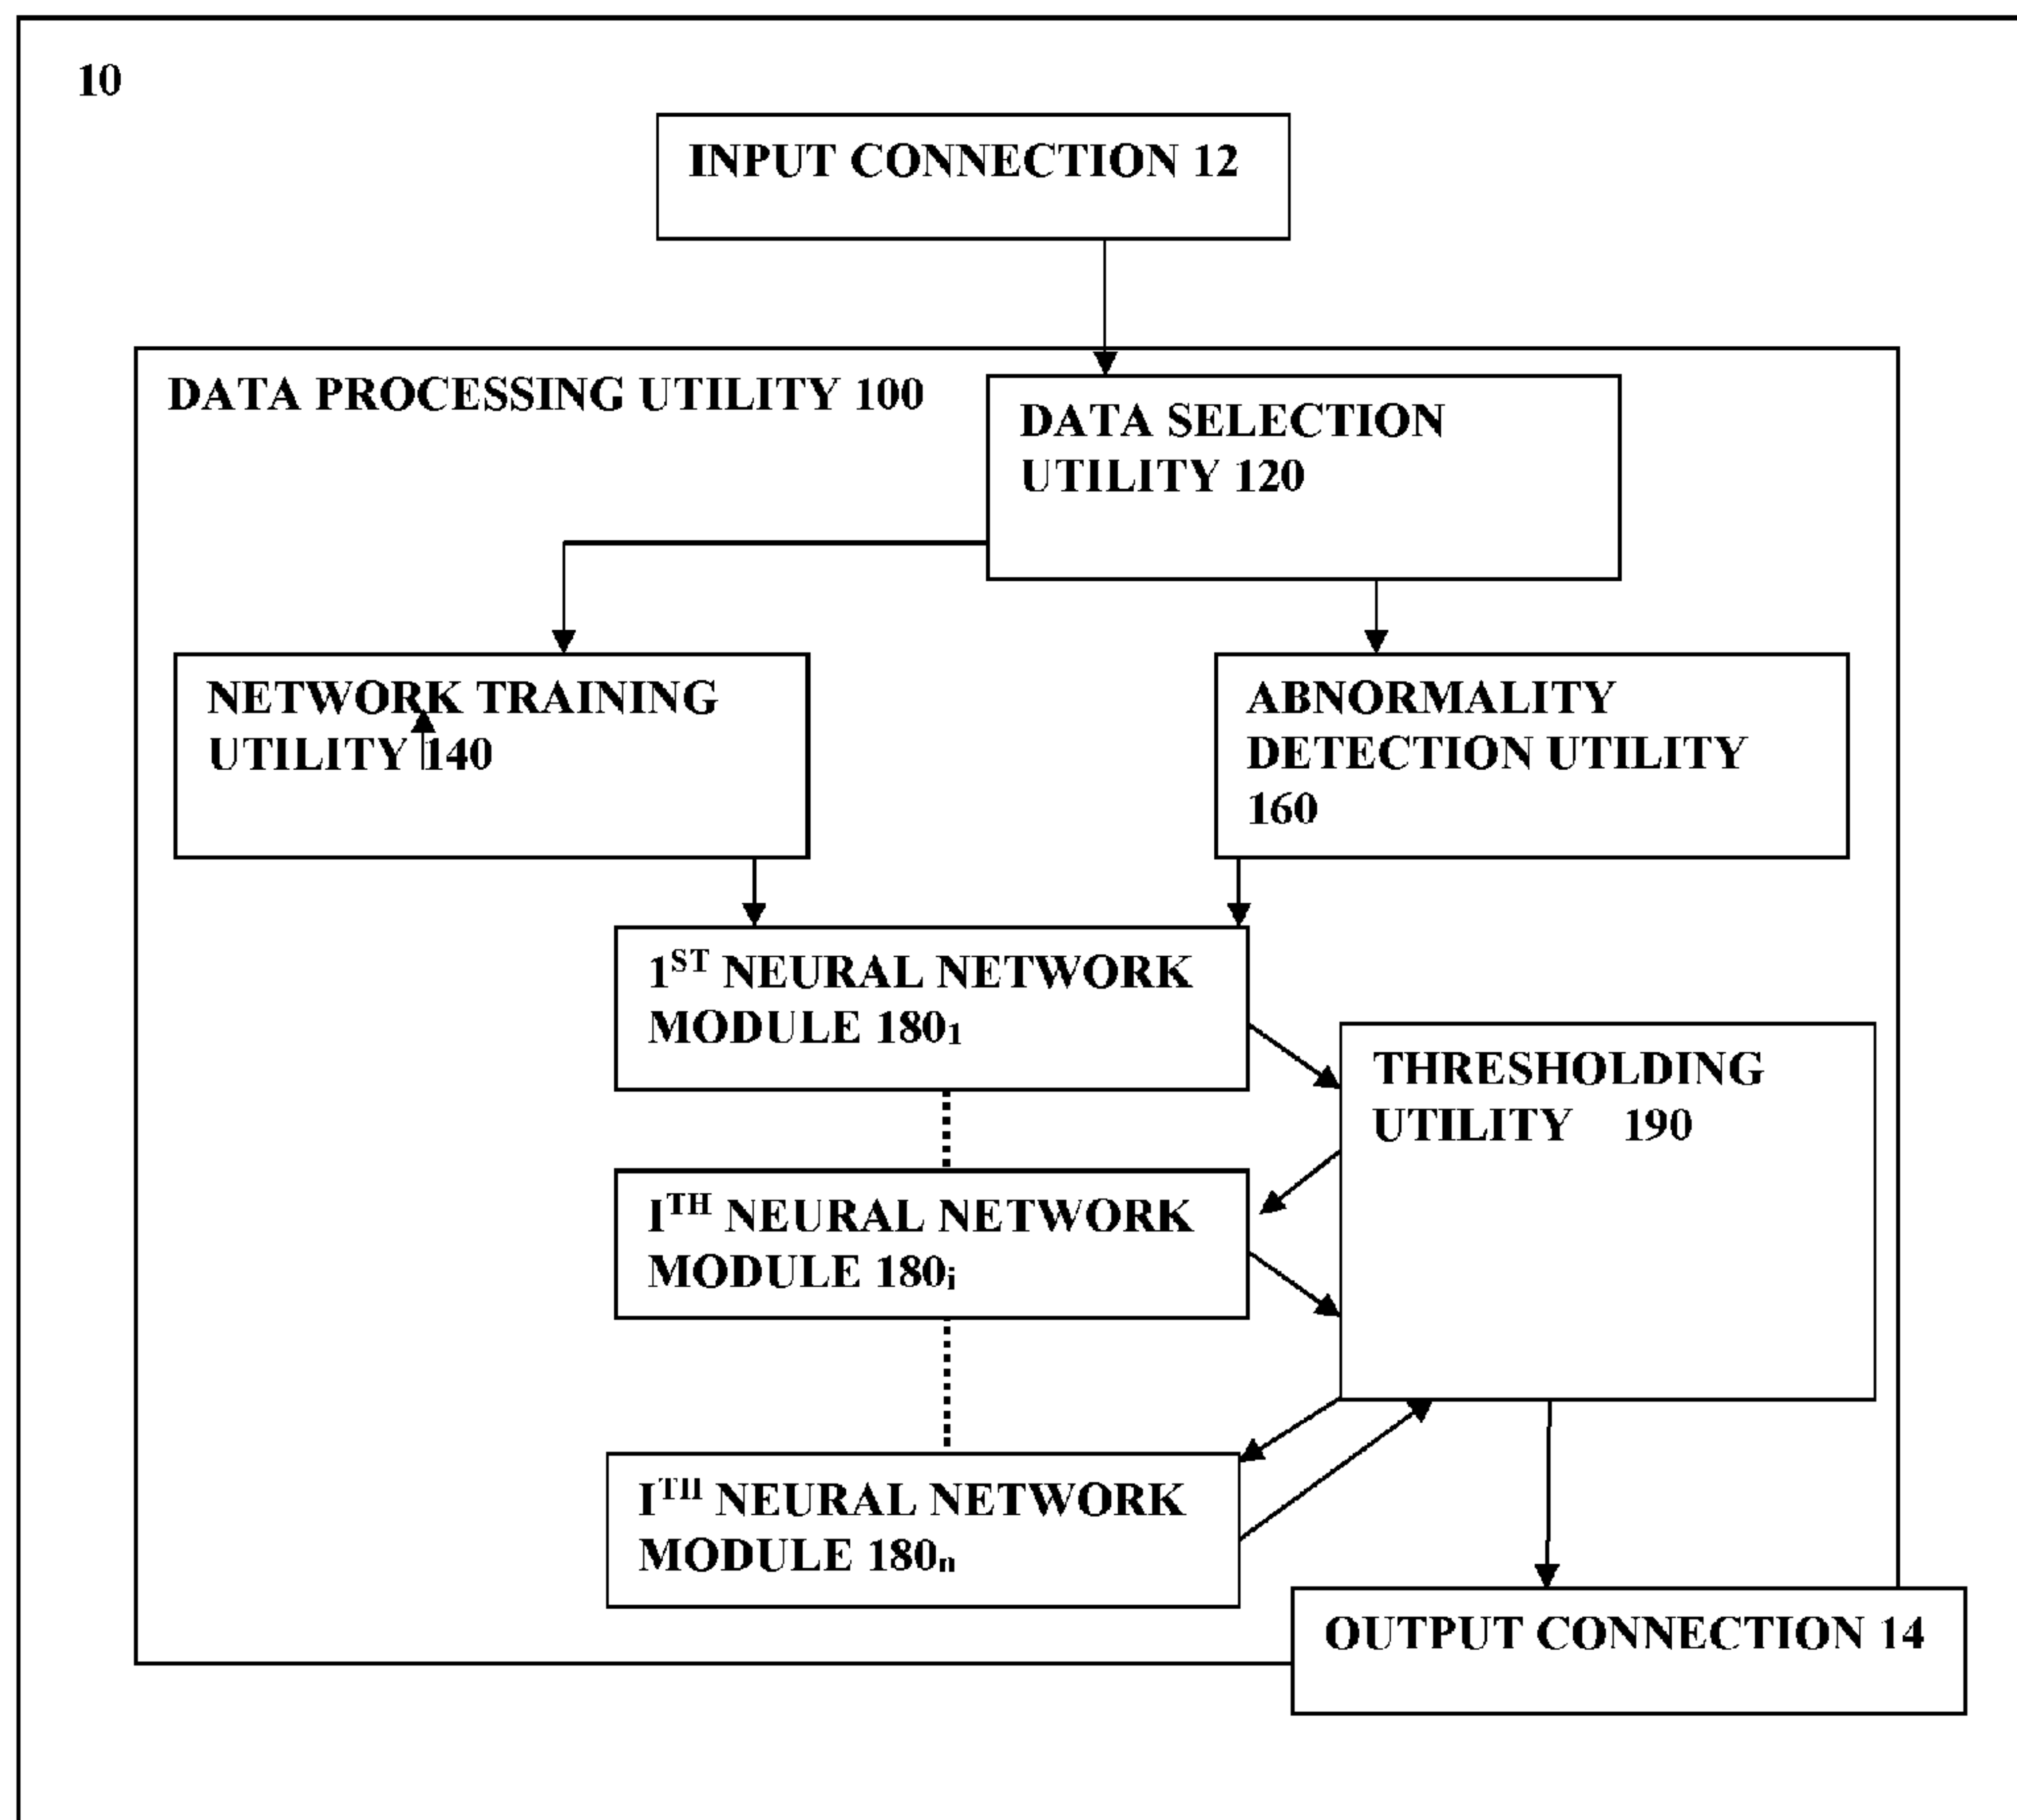 10
INPUT CONNECTION 12
DATA PROCESSING UTILITY 100
DATA SELECTION
UTILITY 120
NETWORK TRAINING
UTILITY 140
ABNORMALITY
DETECTION UTILITY
160
1ST NEURAL NETWORK
MODULE 1801
THRESHOLDING
UTILITY 190
ITH NEURAL NETWORK
MODULE 180i
ITH NEURAL NETWORK
MODULE 180n
OUTPUT CONNECTION 14